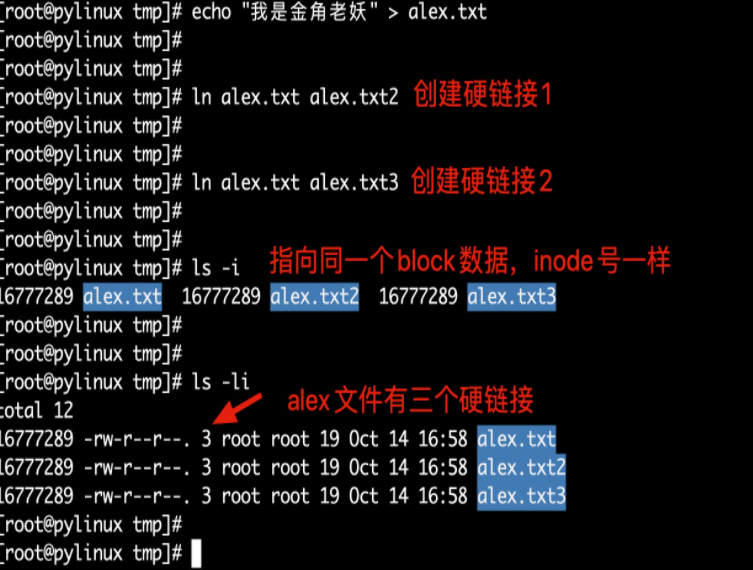 [root@pylinux tmp]# echo "我是金角老妖" > alex.txt
[root@pylinux tmp]#
[root@pylinux tmp]#
[root@pylinux tmp]# ln alex.txt alex.txt2 创建硬链接1
[root@pylinux tmp]#
[root@pylinux tmp]#
[root@pylinux tmp]# ln alex.txt alex.txt3 创建硬链接2
[root@pylinux tmp]#
[root@pylinux tmp]#
[root@pylinux tmp]# ls -i 指向同一个block数据，inode号一样
16777289 alex.txt 16777289 alex.txt2 16777289 alex.txt3
[root@pylinux tmp]#
[root@pylinux tmp]#
[root@pylinux tmp]# ls -li
total 12 alex文件有三个硬链接
16777289 -rw-r--r--. 3 root root 19 Oct 14 16:58 alex.txt
16777289 -rw-r--r--. 3 root root 19 Oct 14 16:58 alex.txt2
16777289 -rw-r--r--. 3 root root 19 Oct 14 16:58 alex.txt3
[root@pylinux tmp]#
[root@pylinux tmp]#